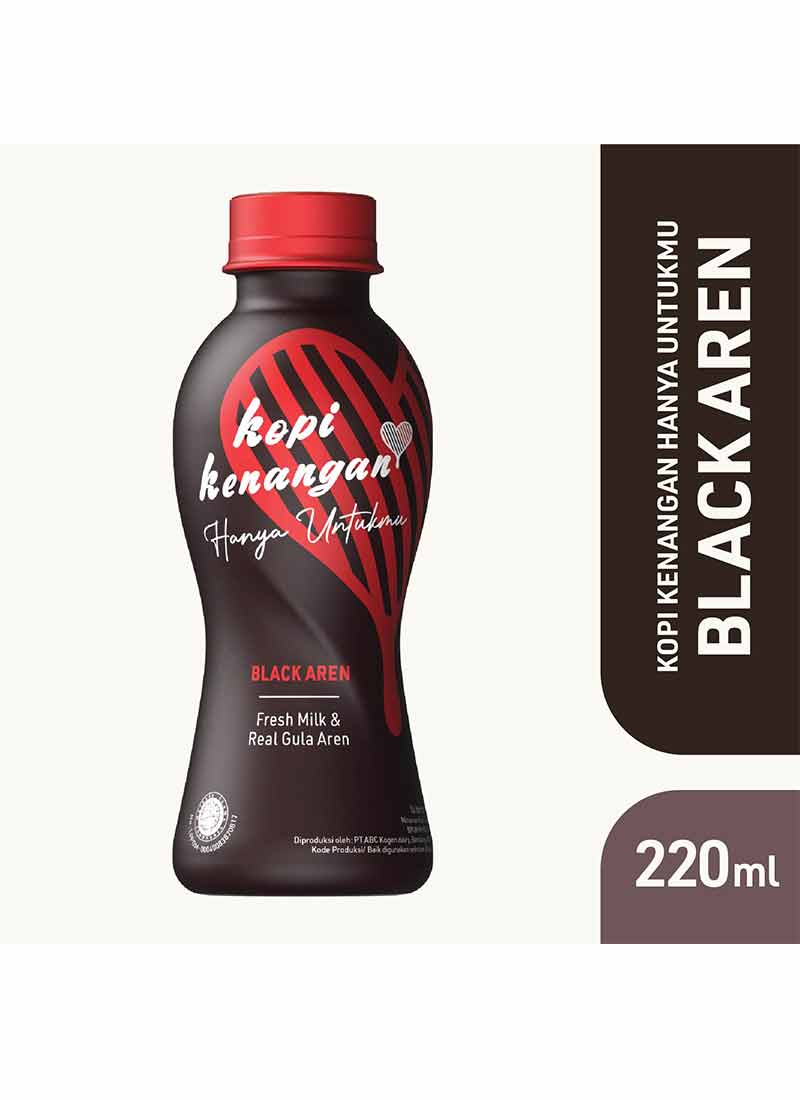 kopi
kenangan
Hanya Untukmu
BLACK AREN
Fresh Milk &
Real Gula Aren
Diproduksi oleh: PT ABC Kogen Dairy,
Kode Produksi/ Baik digunakan
KOPI KENANGAN HANYA UNTUKMU
BLACK AREN
220ml